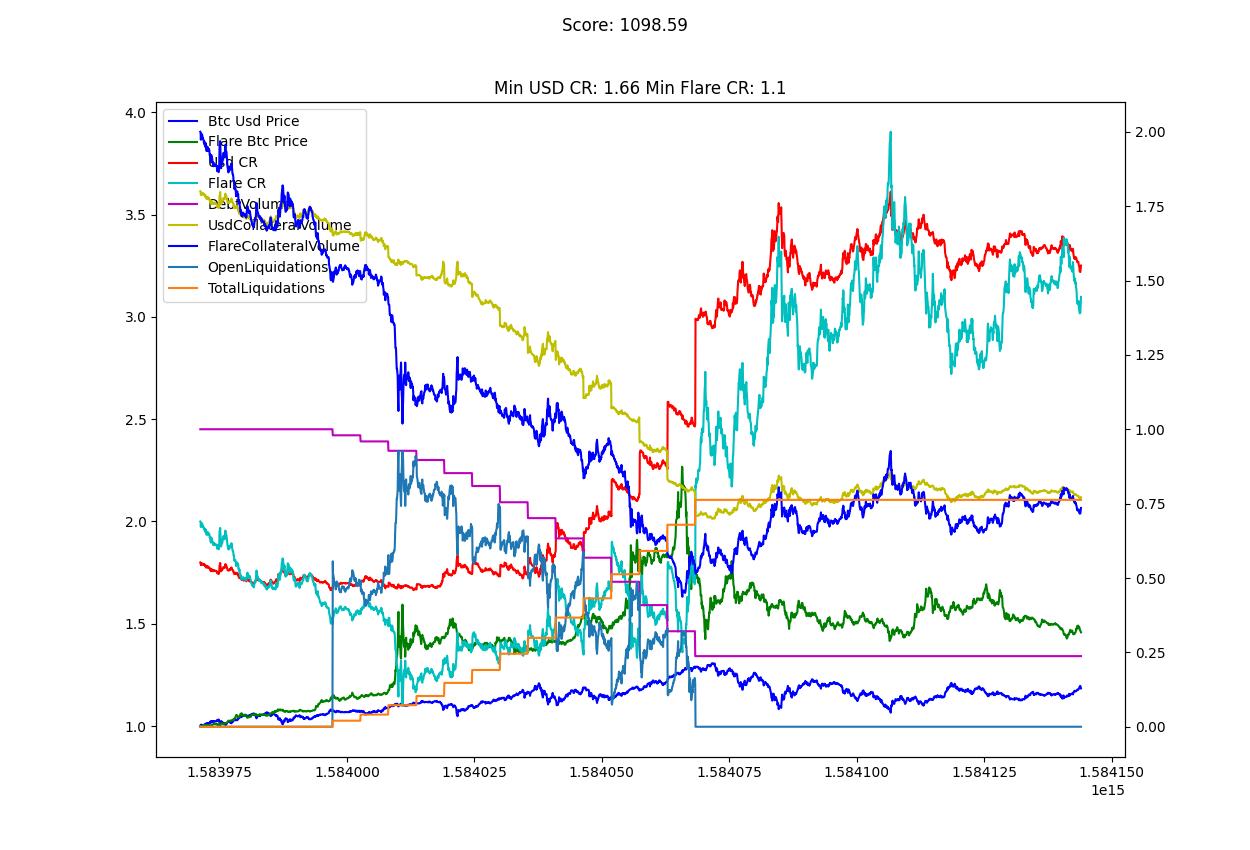 Score: 1098.59
Min USD CR: 1.66 Min Flare CR: 1.1
Btc Usd Price
Flare Btc Price
Usd CR
Flare CR
DebtVolume
UsdCollateralVolume
FlareCollateralVolume
OpenLiquidations
TotalLiquidations
4.0
3.5
3.0
2.5
2.0
1.5
1.0
2.00
1.75
1.50
1.25
1.00
0.75
0.50
0.25
0.00
1.583975 1.584000 1.584025 1.584050 1.584075 1.584100 1.584125 1.584150
1e15